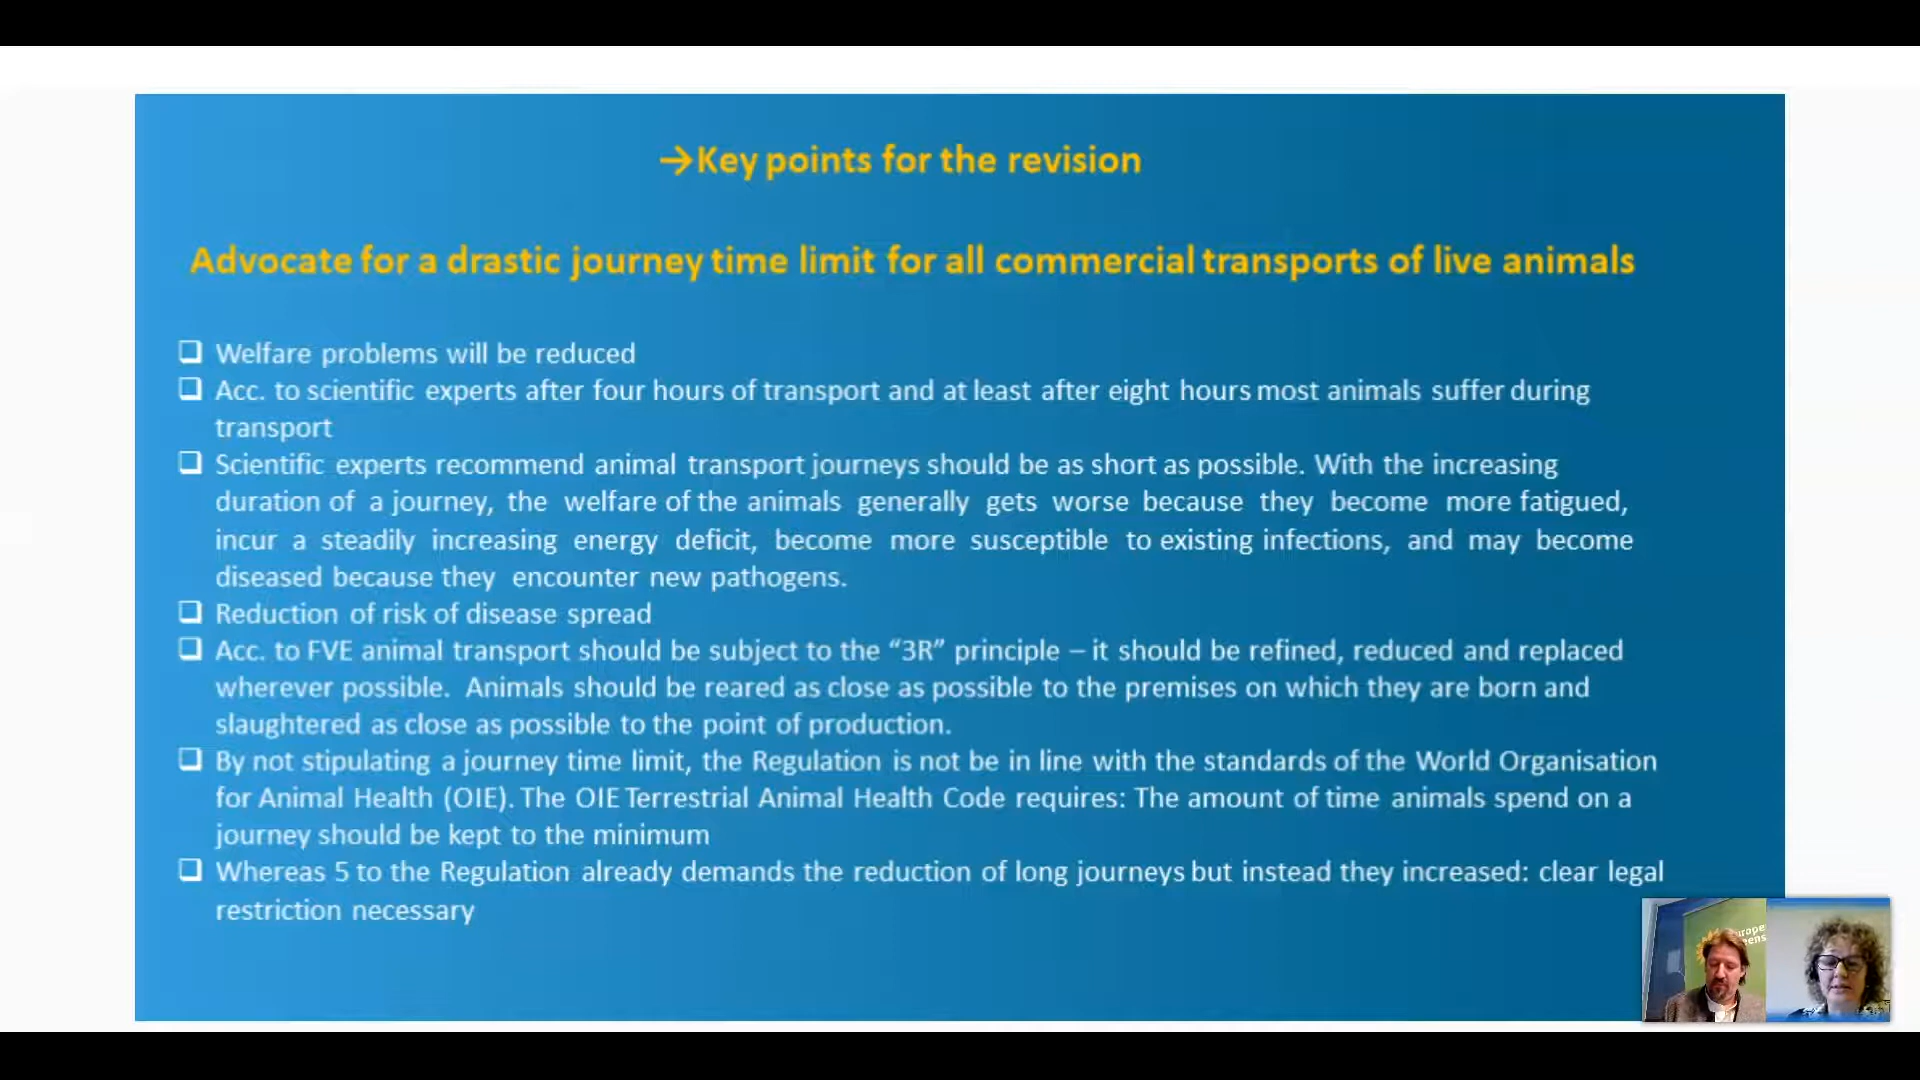 →Key points for the revision
Advocate for a drastic journey time limit for all commercial transports of live animals
❑ Welfare problems will be reduced
❑ Acc. to scientific experts after four hours of transport and at least after eight hours most animals suffer during
transport
❑ Scientific experts recommend animal transport journeys should be as short as possible. With the increasing
duration of a journey, the welfare of the animals generally gets worse because they become more fatigued,
incur a steadily increasing energy deficit, become more susceptible to existing infections, and may become
diseased because they encounter new pathogens.
❑ Reduction of risk of disease spread
❑ Acc. to FVE animal transport should be subject to the “3R” principle – it should be refined, reduced and replaced
wherever possible. Animals should be reared as close as possible to the premises on which they are born and
slaughtered as close as possible to the point of production.
❑ By not stipulating a journey time limit, the Regulation is not be in line with the standards of the World Organisation
for Animal Health (OIE). The OIE Terrestrial Animal Health Code requires: The amount of time animals spend on a
journey should be kept to the minimum
❑ Whereas 5 to the Regulation already demands the reduction of long journeys but instead they increased: clear legal
restriction necessary